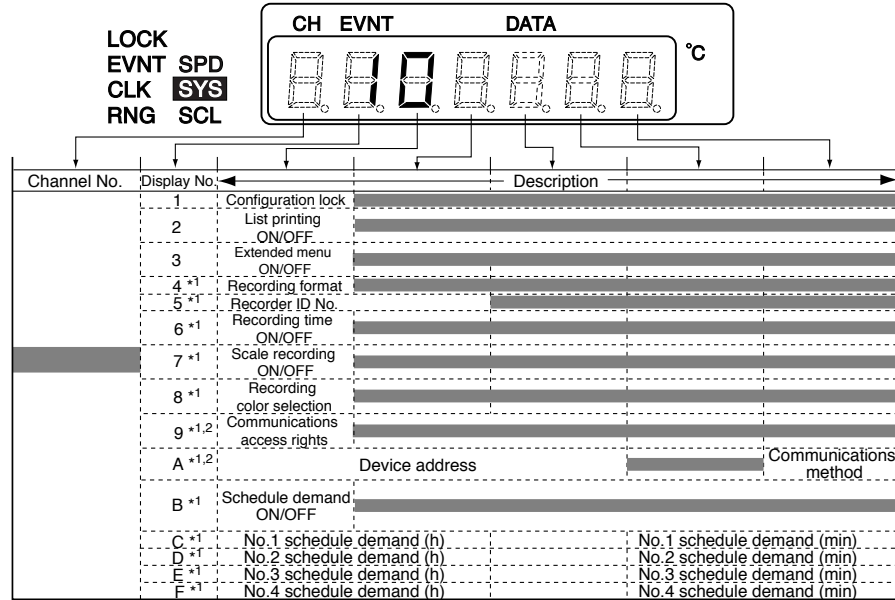 CH EVNT DATA
°C
LOCK
EVNT SPD
CLK SYS
RNG SCL
10
Channel No. Display No. Description
1 Configuration lock
2 List printing
ON/OFF
3 Extended menu
ON/OFF
4 *1 Recording format
5 *1 Recorder ID No.
6 *1 Recording time
ON/OFF
7 *1 Scale recording
ON/OFF
8 *1 Recording
color selection
9 *1,2 Communications
access rights
A *1,2 Device address Communications
method
B *1 Schedule demand
ON/OFF
C *1 No.1 schedule demand (h) No.1 schedule demand (min)
D *1 No.2 schedule demand (h) No.2 schedule demand (min)
E *1 No.3 schedule demand (h) No.3 schedule demand (min)
F *1 No.4 schedule demand (h) No.4 schedule demand (min)